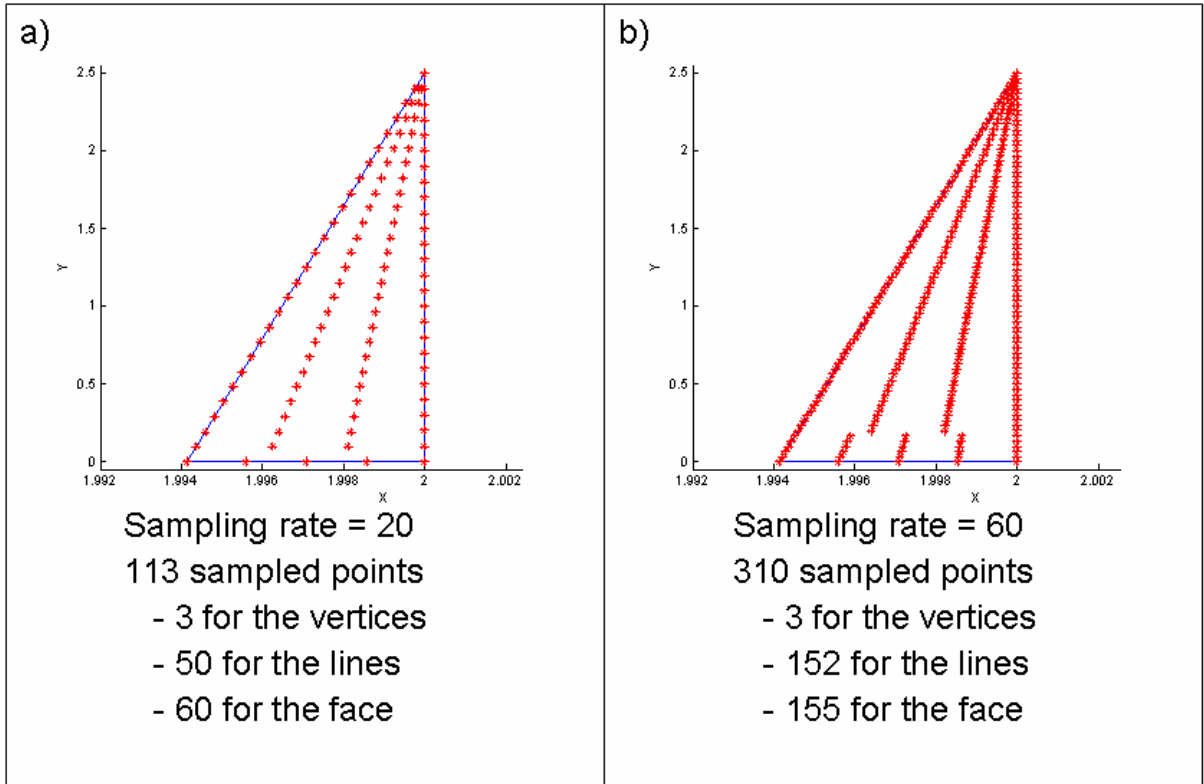 a)
2.5
2
1.5
1
0.5
0
Y
1.992
1.994
1.996
1.998
2
2.002
X
Sampling rate = 20
113 sampled points
- 3 for the vertices
- 50 for the lines
- 60 for the face
b)
2.5
2
1.5
1
0.5
0
Y
1.992
1.994
1.996
1.998
2
2.002
X
Sampling rate = 60
310 sampled points
- 3 for the vertices
- 152 for the lines
- 155 for the face